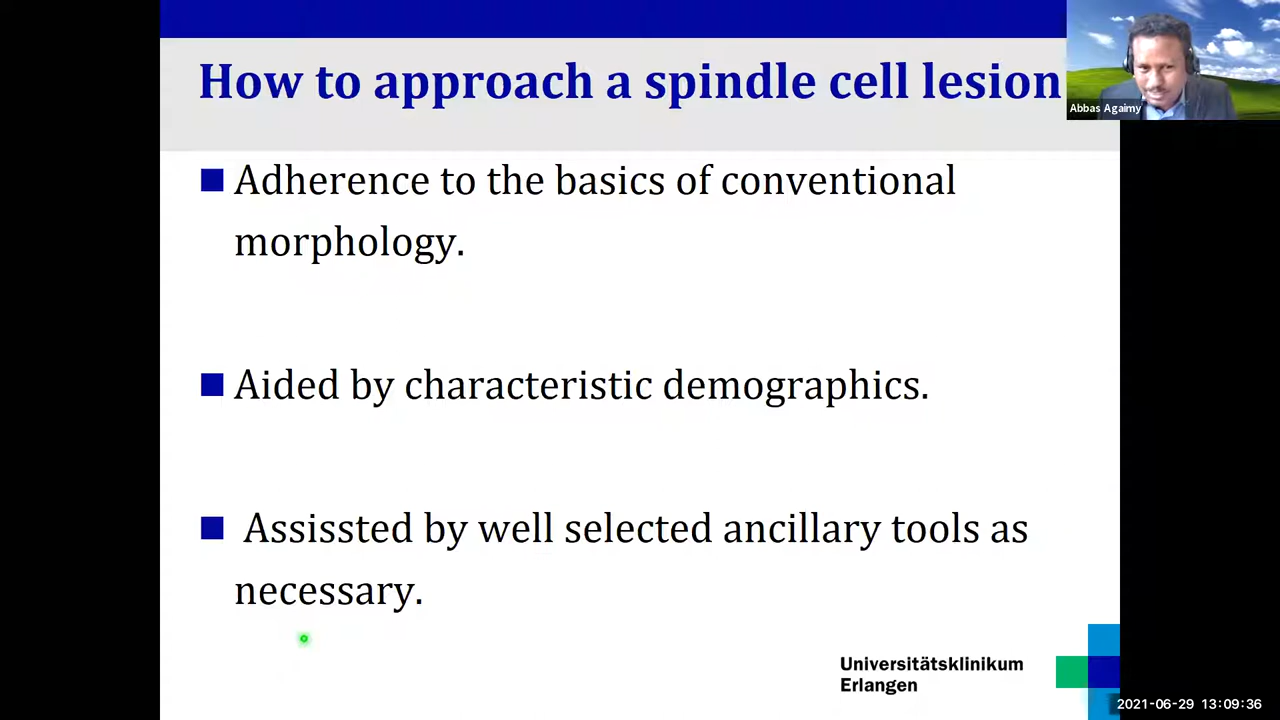 How to approach a spindle cell lesion
Abbas Agaimy
Adherence to the basics of conventional
morphology.
Aided by characteristic demographics.
Assissted by well selected ancillary tools as
necessary.
Universitätsklinikum
Erlangen
2021-06-29 13:09:36